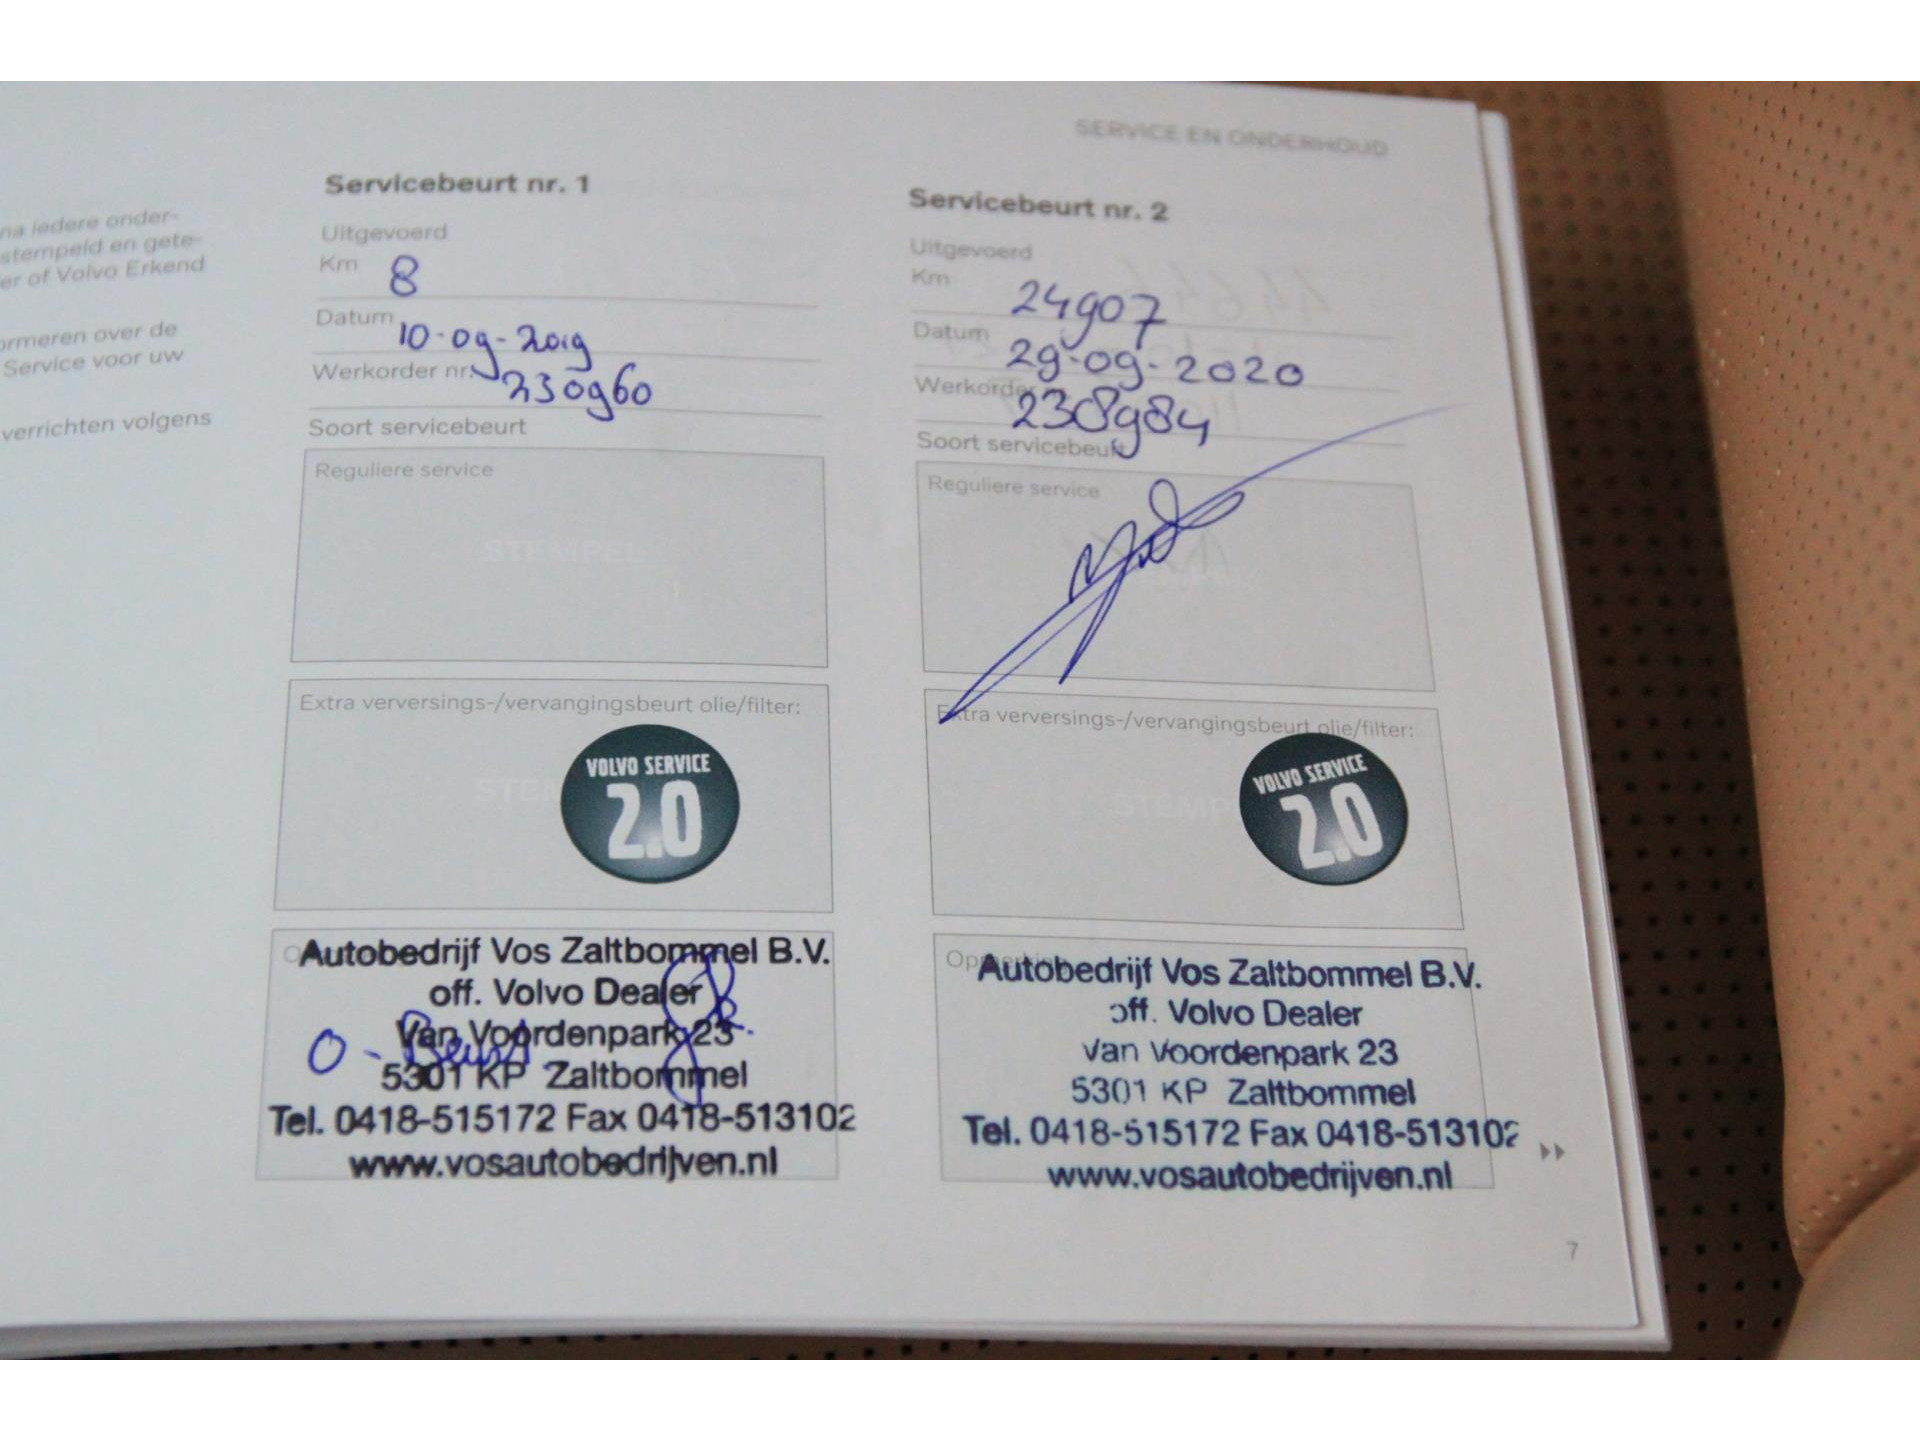 SERVICE EN ONDERHOUD
na iedere onder-
stempeld en gete-
er of Volvo Erkend
ormeren over de
Service voor uw
verrichten volgens
Servicebeurt nr. 1
Uitgevoerd
Km 8
Datum 10-09-2019
Werkorder nr. 230960
Soort servicebeurt
Reguliere service
STEMPEL
Extra verversings-/vervangingsbeurt olie/filter:
VOLVO SERVICE
2.0
Autobedrijf Vos Zaltbommel B.V.
off. Volvo Dealer
Van Voordenpark 23
O-Beurt
5301 KP Zaltbommel
Tel. 0418-515172 Fax 0418-513102
www.vosautobedrijven.nl
Servicebeurt nr. 2
Uitgevoerd
Km 24907
Datum 29-09-2020
Werkorder 238984
Soort servicebeurt
Reguliere service
Extra verversings-/vervangingsbeurt olie/filter:
VOLVO SERVICE
2.0
Opmerking
Autobedrijf Vos Zaltbommel B.V.
off. Volvo Dealer
Van Voordenpark 23
5301 KP Zaltbommel
Tel. 0418-515172 Fax 0418-513102
www.vosautobedrijven.nl
7